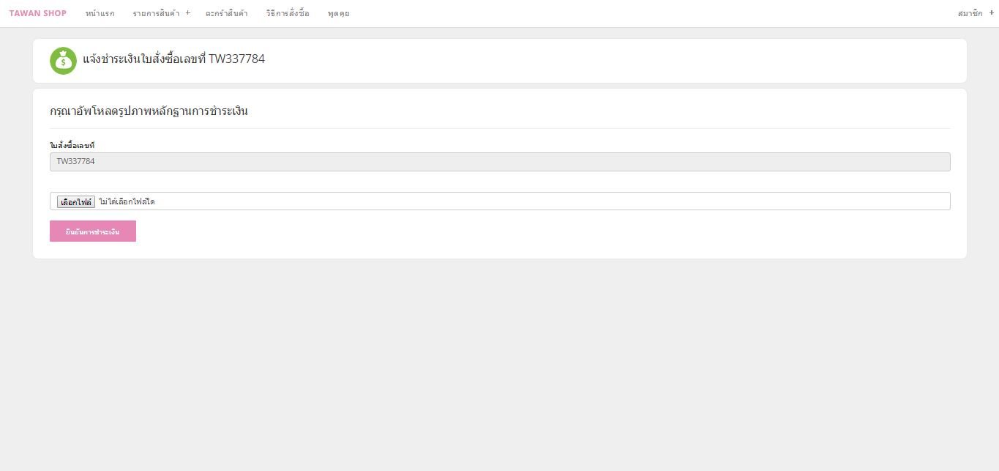 TAWAN SHOP หน้าแรก รายการสินค้า + ตะกร้าสินค้า วิธีการสั่งซื้อ พูดคุย สมาชิก +
$ แจ้งชำระเงินใบสั่งซื้อเลขที่ TW337784
กรุณาอัพโหลดรูปภาพหลักฐานการชำระเงิน
ใบสั่งซื้อเลขที่
TW337784
เลือกไฟล์ ไม่ได้เลือกไฟล์ใด
ยืนยันการชำระเงิน